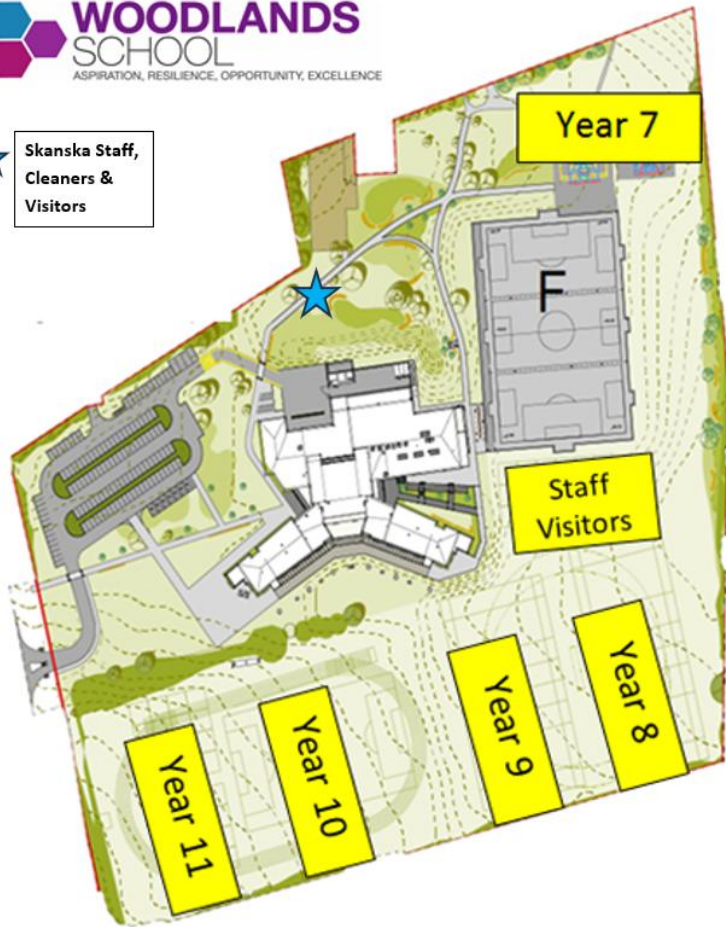 WOODLANDS
SCHOOL
ASPIRATION, RESILIENCE, OPPORTUNITY, EXCELLENCE
Skanska Staff,
Cleaners &
Visitors
Year 7
F
Staff
Visitors
Year 8
Year 9
Year 10
Year 11